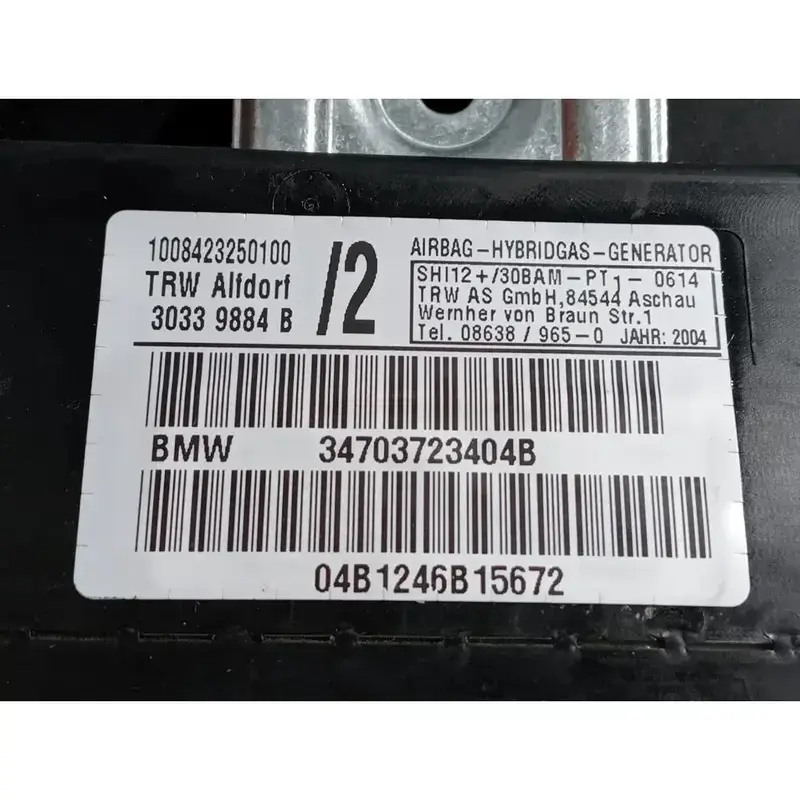 1008423250100
TRW Alfdorf
3033 9884 B
/2
AIRBAG-HYBRIDGAS-GENERATOR
SHI12+/30BAM-PT1-0614
TRW AS GmbH,84544 Aschau
Wernher von Braun Str.1
Tel. 08638/965-0 JAHR: 2004
BMW 34703723404B
04B1246B15672